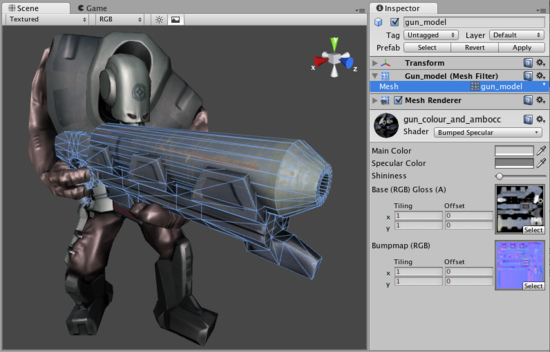 Scene
Game
Textured
RGB
x
z
Inspector
gun_model
Tag Untagged Layer Default
Prefab Select Revert Apply
Transform
Gun_model (Mesh Filter)
Mesh gun_model
Mesh Renderer
gun_colour_and_ambocc
Shader Bumped Specular
Main Color
Specular Color
Shininess
Base (RGB) Gloss (A)
Tiling Offset
x 1 0
y 1 0
Select
Bumpmap (RGB)
Tiling Offset
x 1 0
y 1 0
Select